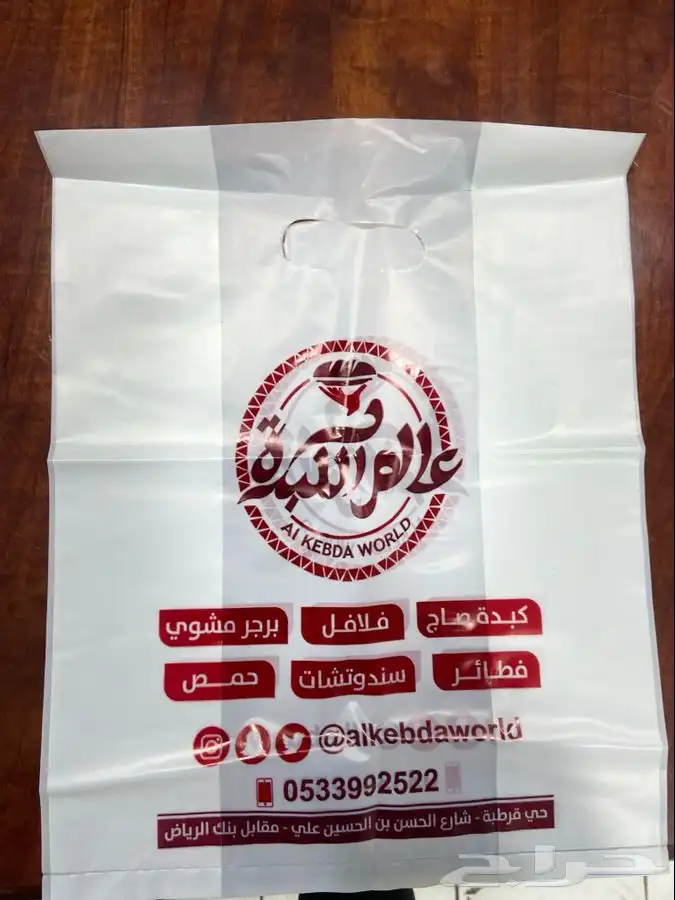 عالم الكبدة
Al KEBDA WORLD
كبدة صاج فلافل برجر مشوي
فطائر سندوتشات حمص
@alkebdaworld
0533992522
حي قرطبة - شارع الحسن بن الحسين علي - مقابل بنك الرياض
حراج